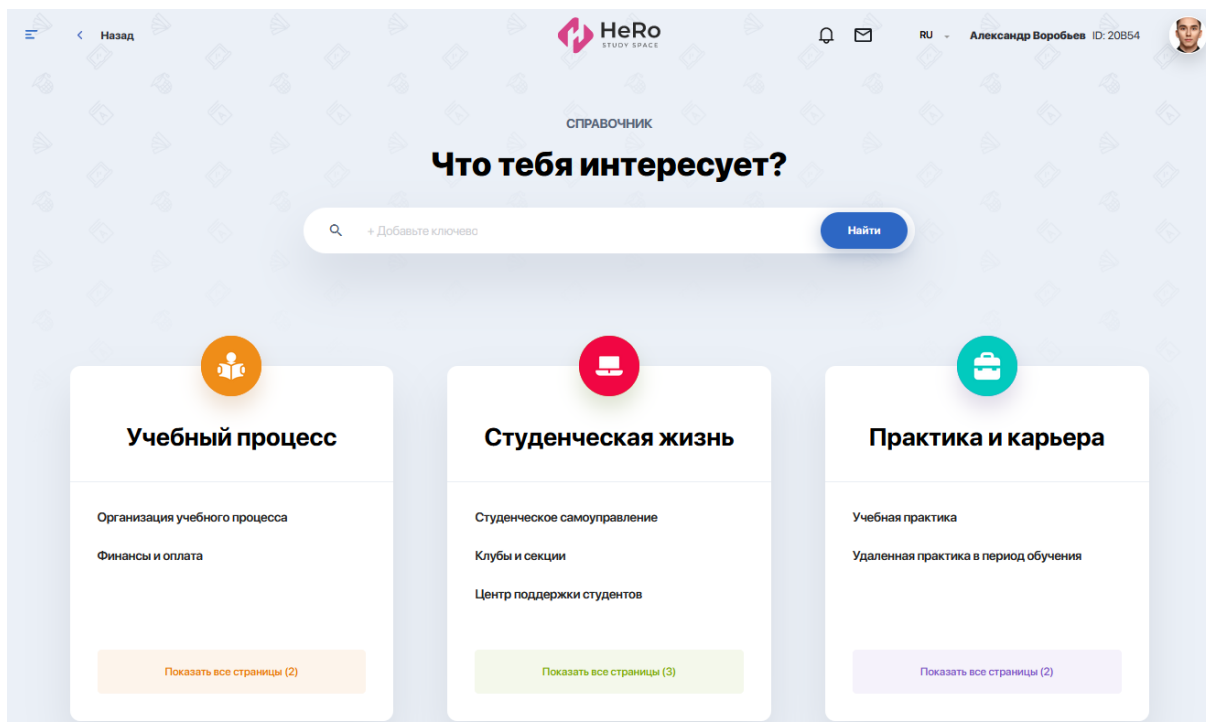 Назад
HeRo
STUDY SPACE
RU
Александр Воробьев ID: 20B54
СПРАВОЧНИК
Что тебя интересует?
+ Добавьте ключево
Найти
Учебный процесс
Студенческая жизнь
Практика и карьера
Организация учебного процесса
Финансы и оплата
Студенческое самоуправление
Клубы и секции
Центр поддержки студентов
Учебная практика
Удаленная практика в период обучения
Показать все страницы (2)
Показать все страницы (3)
Показать все страницы (2)